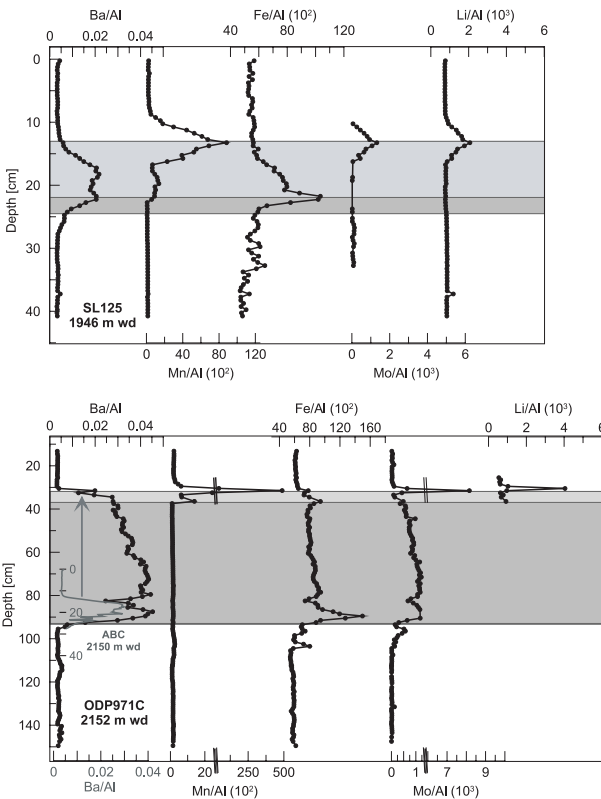 Ba/Al Fe/Al (10²) Li/Al (10³)
0 0.02 0.04 40 80 120 0 2 4 6
0
10
20
30
40
Depth [cm]
SL125
1946 m wd
0 40 80 120 0 2 4 6
Mn/Al (10²) Mo/Al (10³)
Ba/Al Fe/Al (10²) Li/Al (10³)
0 0.02 0.04 40 80 120 160 0 2 4 6
20
40
60
80
100
120
140
Depth [cm]
0
20
40
ABC
2150 m wd
ODP971C
2152 m wd
0 0.02 0.04 0 20 250 500 0 1 7 9
Ba/Al Mn/Al (10²) Mo/Al (10³)